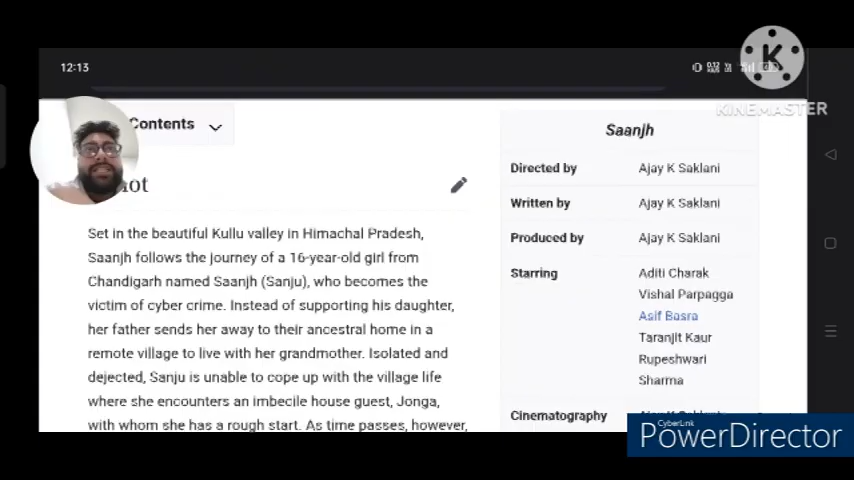 12:13
KINEMASTER
Contents
Set in the beautiful Kullu valley in Himachal Pradesh,
Saanjh follows the journey of a 16-year-old girl from
Chandigarh named Saanjh (Sanju), who becomes the
victim of cyber crime. Instead of supporting his daughter,
her father sends her away to their ancestral home in a
remote village to live with her grandmother. Isolated and
dejected, Sanju is unable to cope up with the village life
where she encounters an imbecile house guest, Jonga,
with whom she has a rough start. As time passes, however,
Saanjh
Directed by Ajay K Saklani
Written by Ajay K Saklani
Produced by Ajay K Saklani
Starring Aditi Charak
Vishal Parpagga
Asif Basra
Taranjit Kaur
Rupeshwari
Sharma
Cinematography
CyberLink
PowerDirector